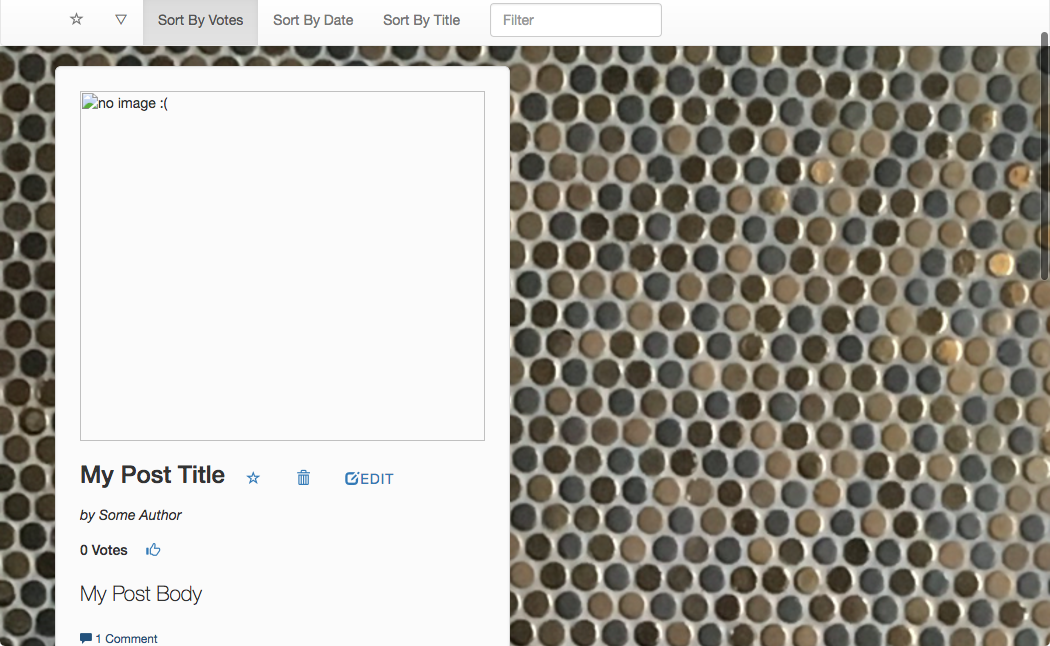 Sort By Votes Sort By Date Sort By Title Filter
no image :(
My Post Title EDIT
by Some Author
0 Votes
My Post Body
1 Comment